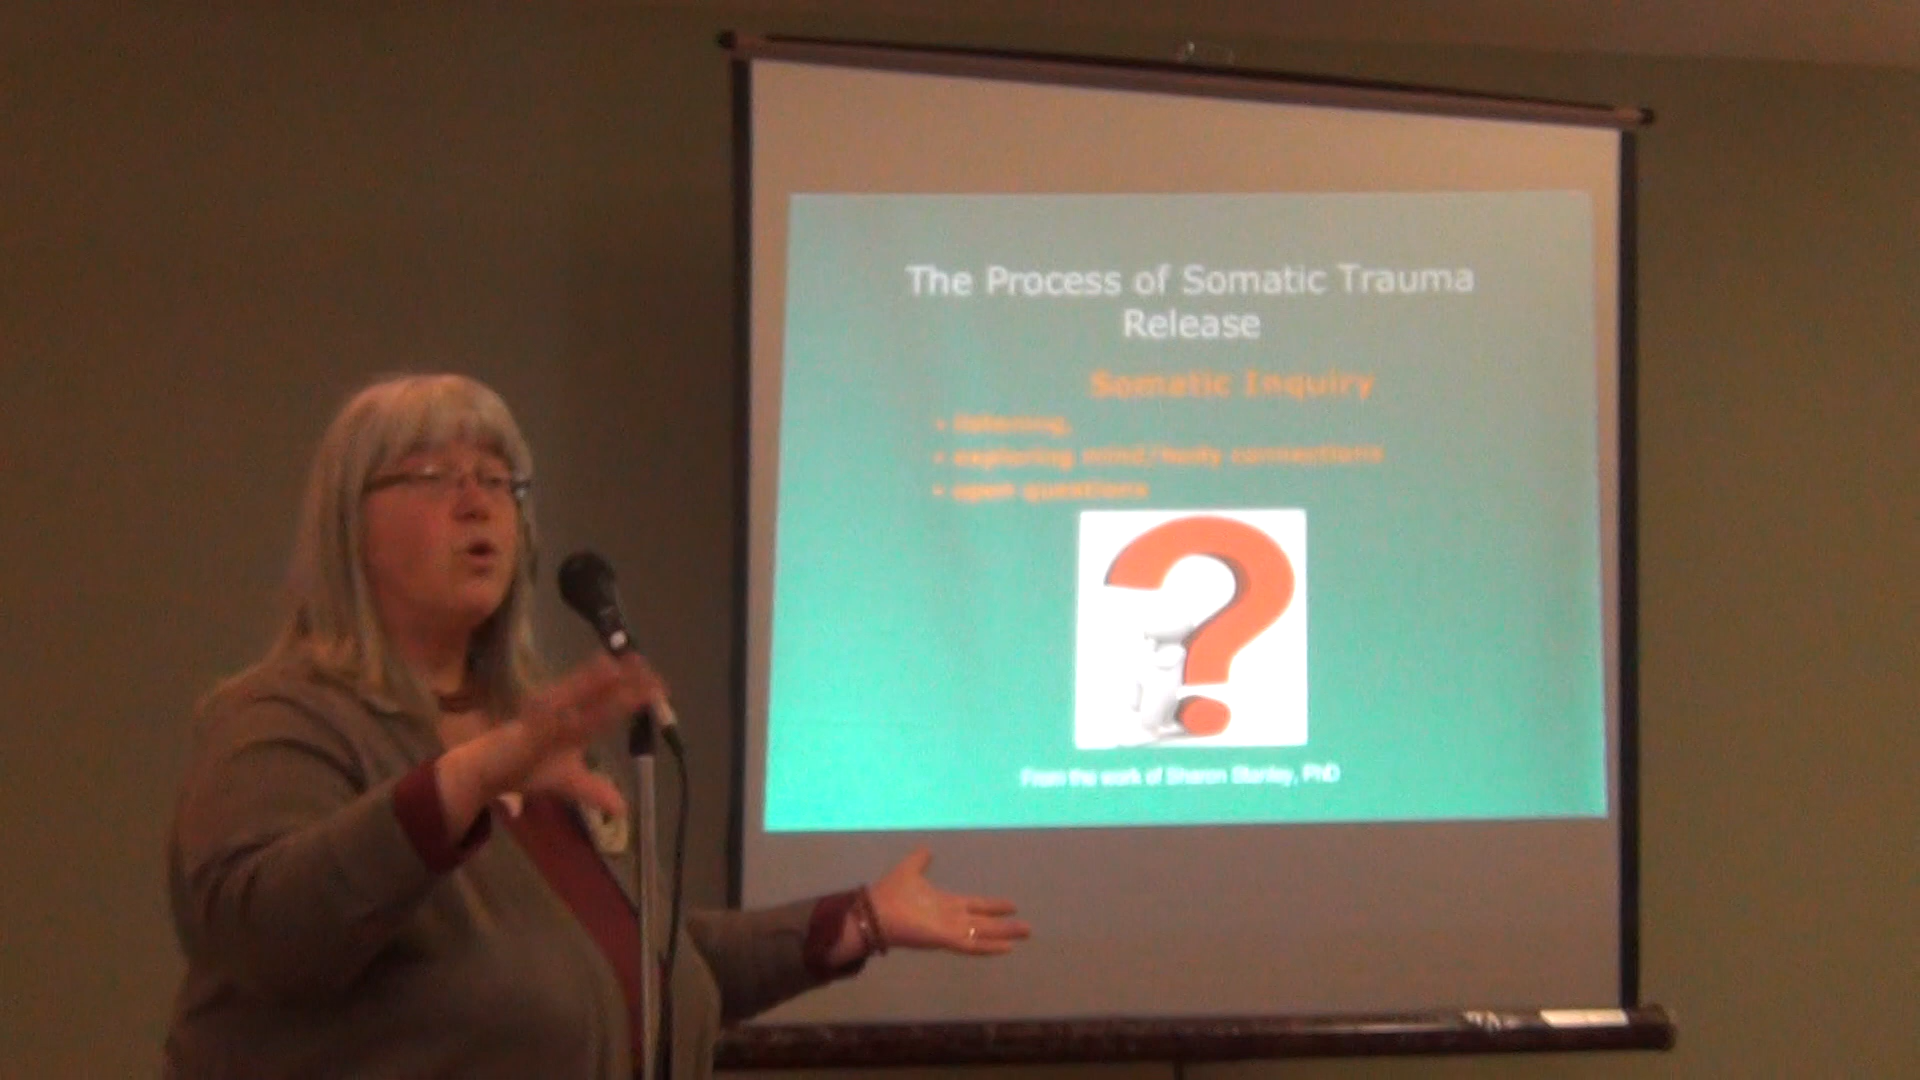 The Process of Somatic Trauma
Release
Somatic Inquiry
• listening,
• exploring mind/body connections
• open questions
From the work of Sharon Stanley, PhD